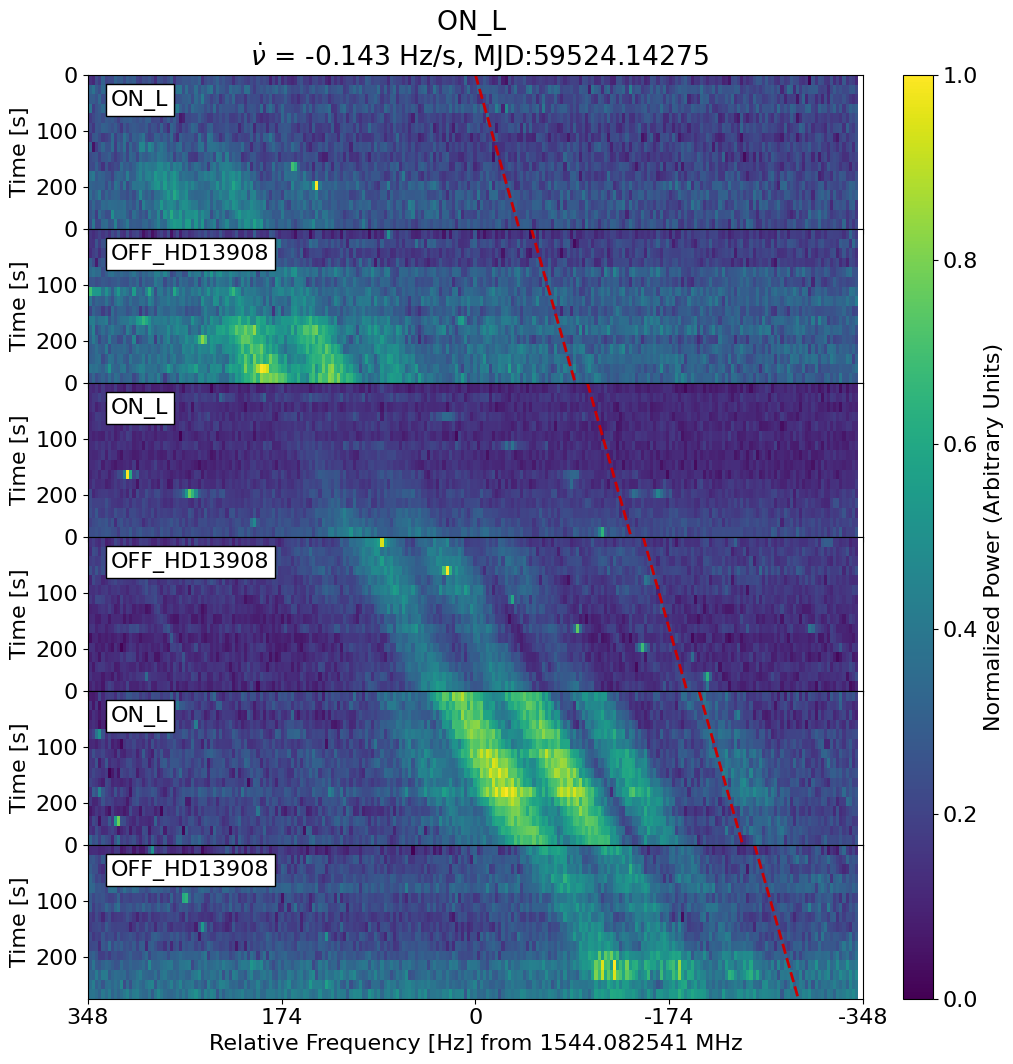 ON_L
ν̇ = -0.143 Hz/s, MJD:59524.14275
ON_L
OFF_HD13908
ON_L
OFF_HD13908
ON_L
OFF_HD13908
Time [s]
0
100
200
Time [s]
0
100
200
Time [s]
0
100
200
Time [s]
0
100
200
Time [s]
0
100
200
Time [s]
0
100
200
348
174
0
-174
-348
Relative Frequency [Hz] from 1544.082541 MHz
1.0
0.8
0.6
0.4
0.2
0.0
Normalized Power (Arbitrary Units)